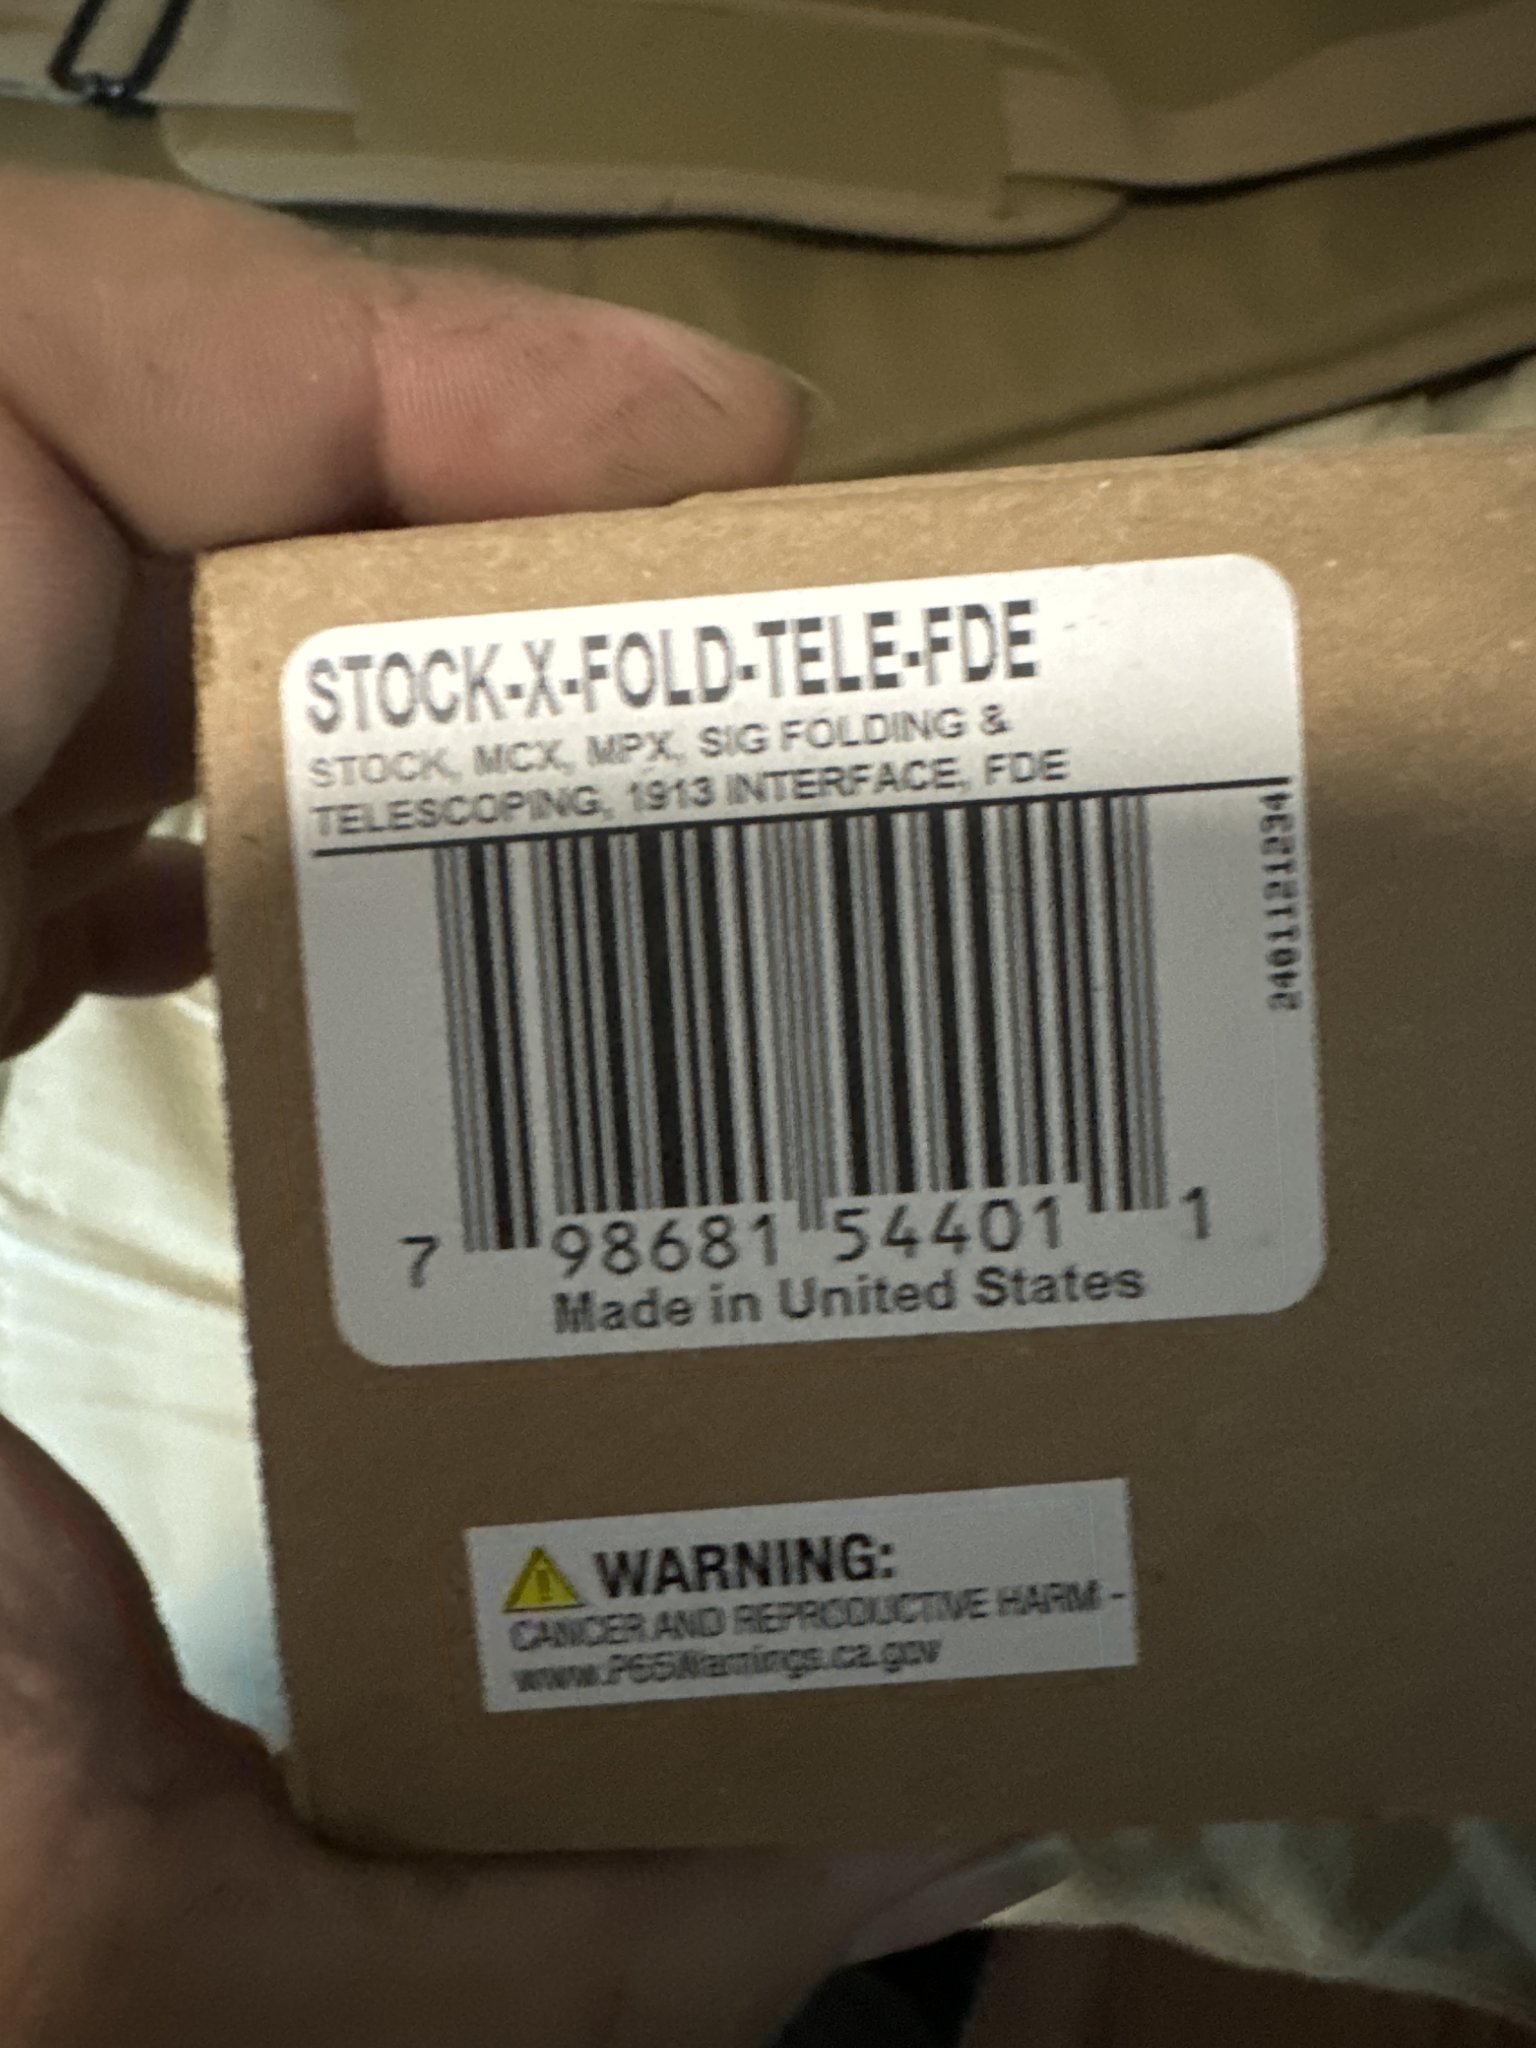 STOCK-X-FOLD-TELE-FDE
STOCK, MCX, MPX, SIG FOLDING &
TELESCOPING, 1913 INTERFACE, FDE
2401121234
7 98681 54401 1
Made in United States
WARNING:
CANCER AND REPRODUCTIVE HARM -
www.P65Warnings.ca.gov